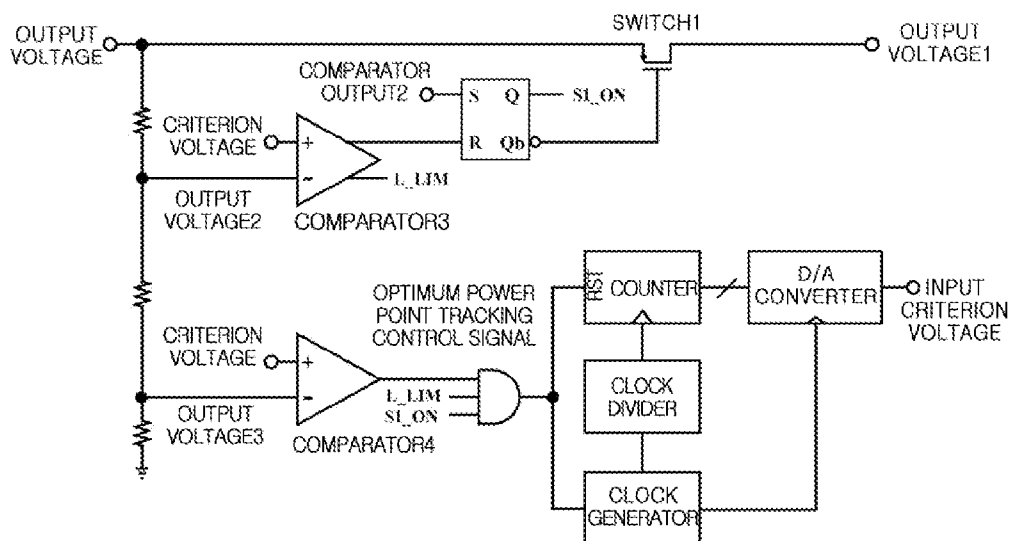 SWITCH1
OUTPUT
VOLTAGE
OUTPUT
VOLTAGE1
COMPARATOR
OUTPUT2
S Q
S1_ON
CRITERION
VOLTAGE
+
R Qb
-
L_LIM
OUTPUT
VOLTAGE2
COMPARATOR3
OPTIMUM POWER
POINT TRACKING
CONTROL SIGNAL
RST
COUNTER
D/A
CONVERTER
INPUT
CRITERION
VOLTAGE
CRITERION
VOLTAGE
+
-
L_LIM
S1_ON
OUTPUT
VOLTAGE3
COMPARATOR4
CLOCK
DIVIDER
CLOCK
GENERATOR